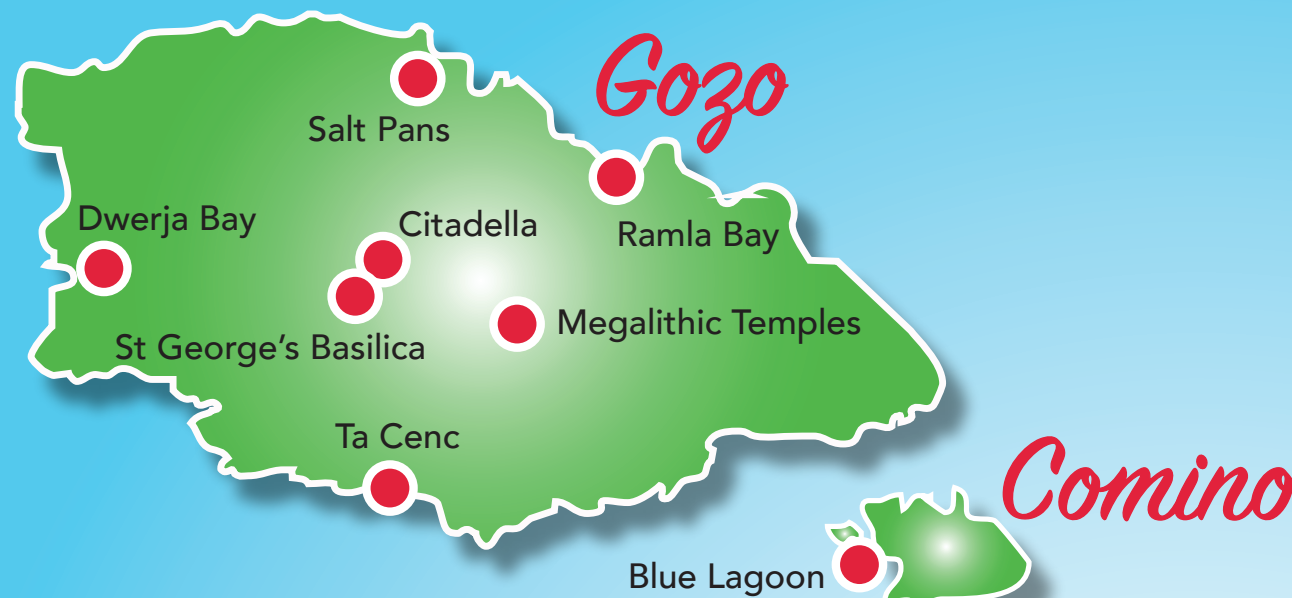 Gozo
Salt Pans
Dwerja Bay
Citadella
Ramla Bay
Megalithic Temples
St George's Basilica
Ta Cenc
Comino
Blue Lagoon